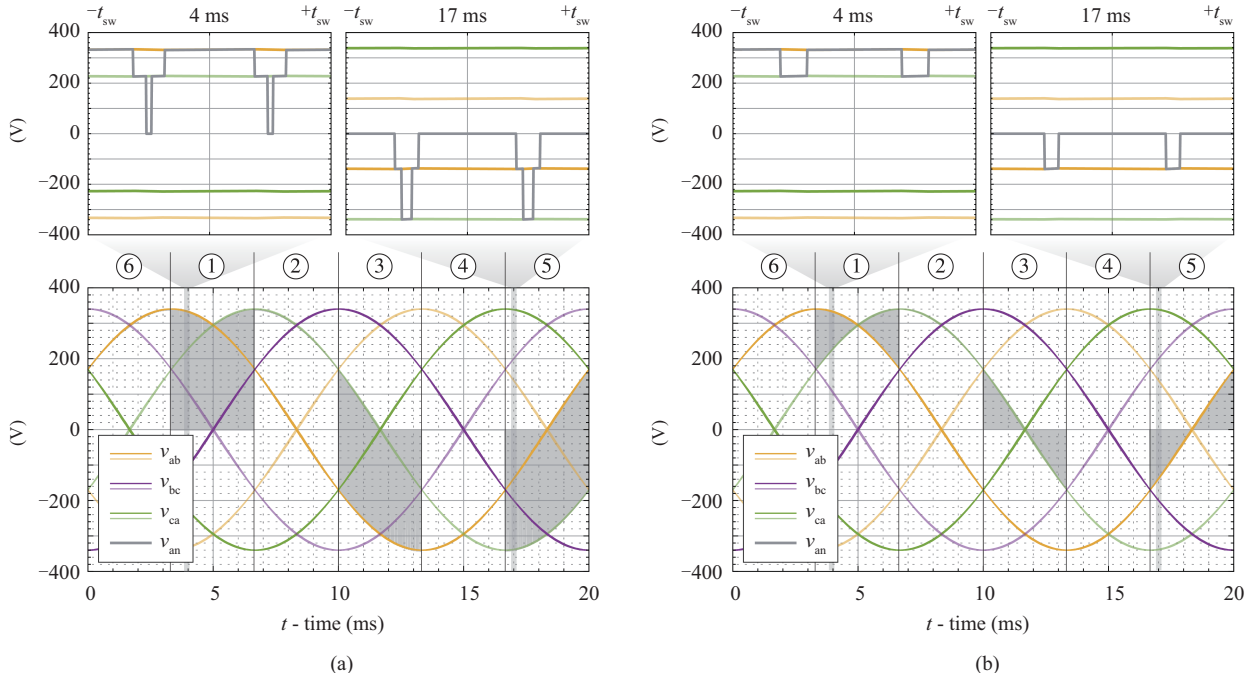 −tsw 4 ms +tsw −tsw 17 ms +tsw
400
200
0
−200
−400
(V)
⑥ ① ② ③ ④ ⑤
400
200
0
−200
−400
(V)
vab
vbc
vca
van
0 5 10 15 20
t - time (ms)
(a)
−tsw 4 ms +tsw −tsw 17 ms +tsw
400
200
0
−200
−400
(V)
⑥ ① ② ③ ④ ⑤
400
200
0
−200
−400
(V)
vab
vbc
vca
van
0 5 10 15 20
t - time (ms)
(b)